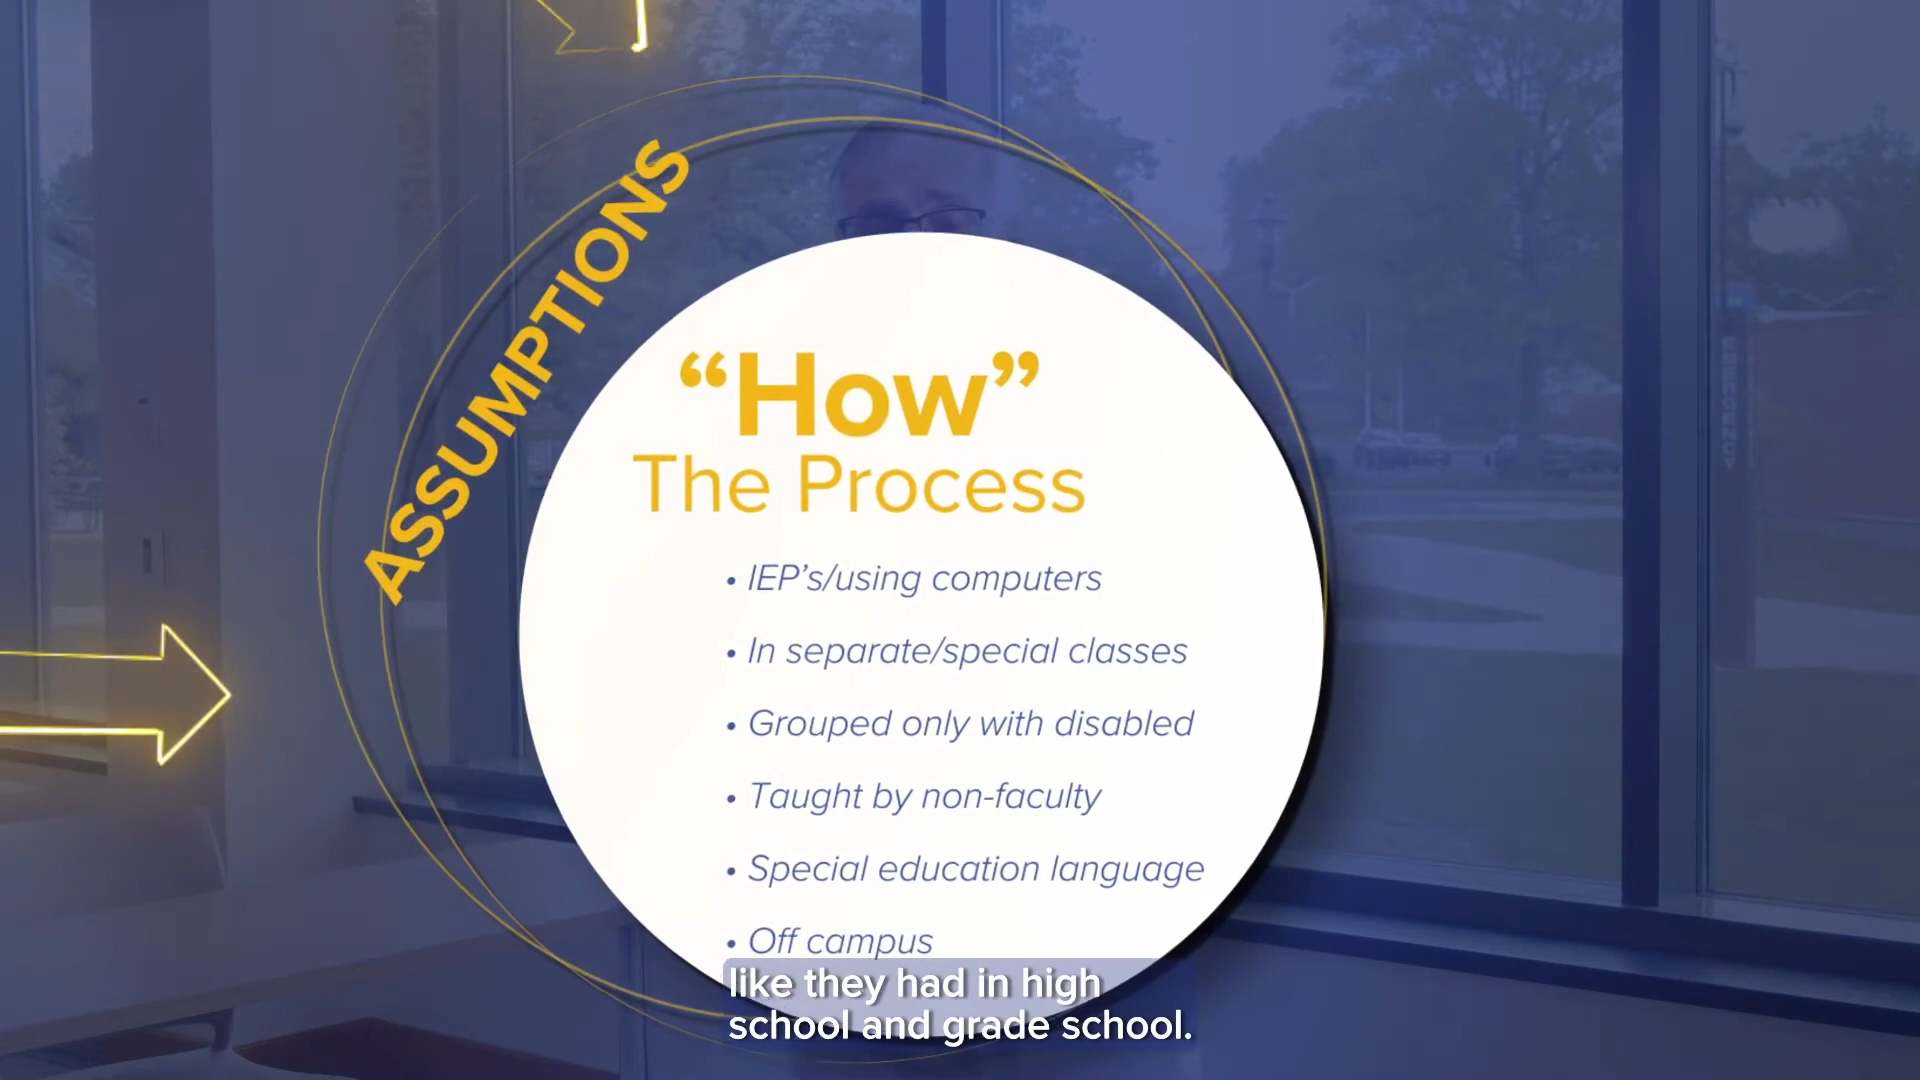 ASSUMPTIONS
“How”
The Process
• IEP’s/using computers
• In separate/special classes
• Grouped only with disabled
• Taught by non-faculty
• Special education language
• Off campus
like they had in high
school and grade school.